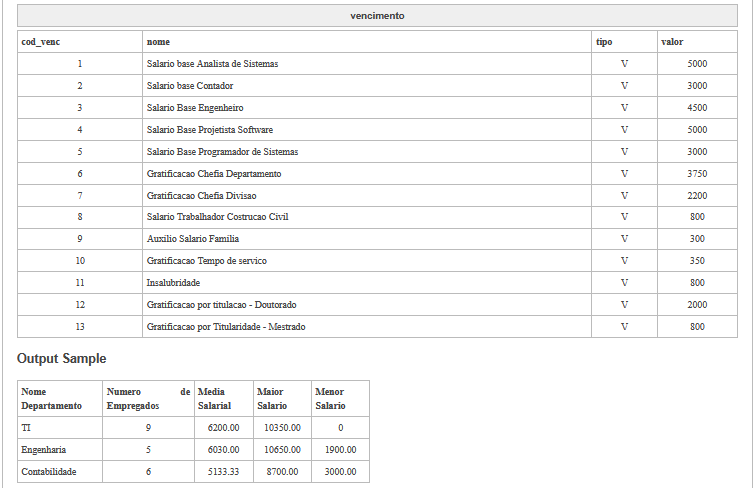 vencimento
cod_venc nome tipo valor
1 Salario base Analista de Sistemas V 5000
2 Salario base Contador V 3000
3 Salario Base Engenheiro V 4500
4 Salario Base Projetista Software V 5000
5 Salario Base Programador de Sistemas V 3000
6 Gratificacao Chefia Departamento V 3750
7 Gratificacao Chefia Divisao V 2200
8 Salario Trabalhador Costrucao Civil V 800
9 Auxilio Salario Familia V 300
10 Gratificacao Tempo de servico V 350
11 Insalubridade V 800
12 Gratificacao por titulacao - Doutorado V 2000
13 Gratificacao por Titularidade - Mestrado V 800
Output Sample
Nome Numero de Media Maior Menor
Departamento Empregados Salarial Salario Salario
TI 9 6200.00 10350.00 0
Engenharia 5 6030.00 10650.00 1900.00
Contabilidade 6 5133.33 8700.00 3000.00